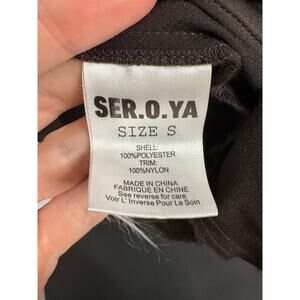 SER.O.YA
SIZE S
SHELL:
100%POLYESTER
TRIM:
100%NYLON
MADE IN CHINA
FABRIQUE EN CHINE
See reverse for care
Voir L' Inverse Pour Le Soin